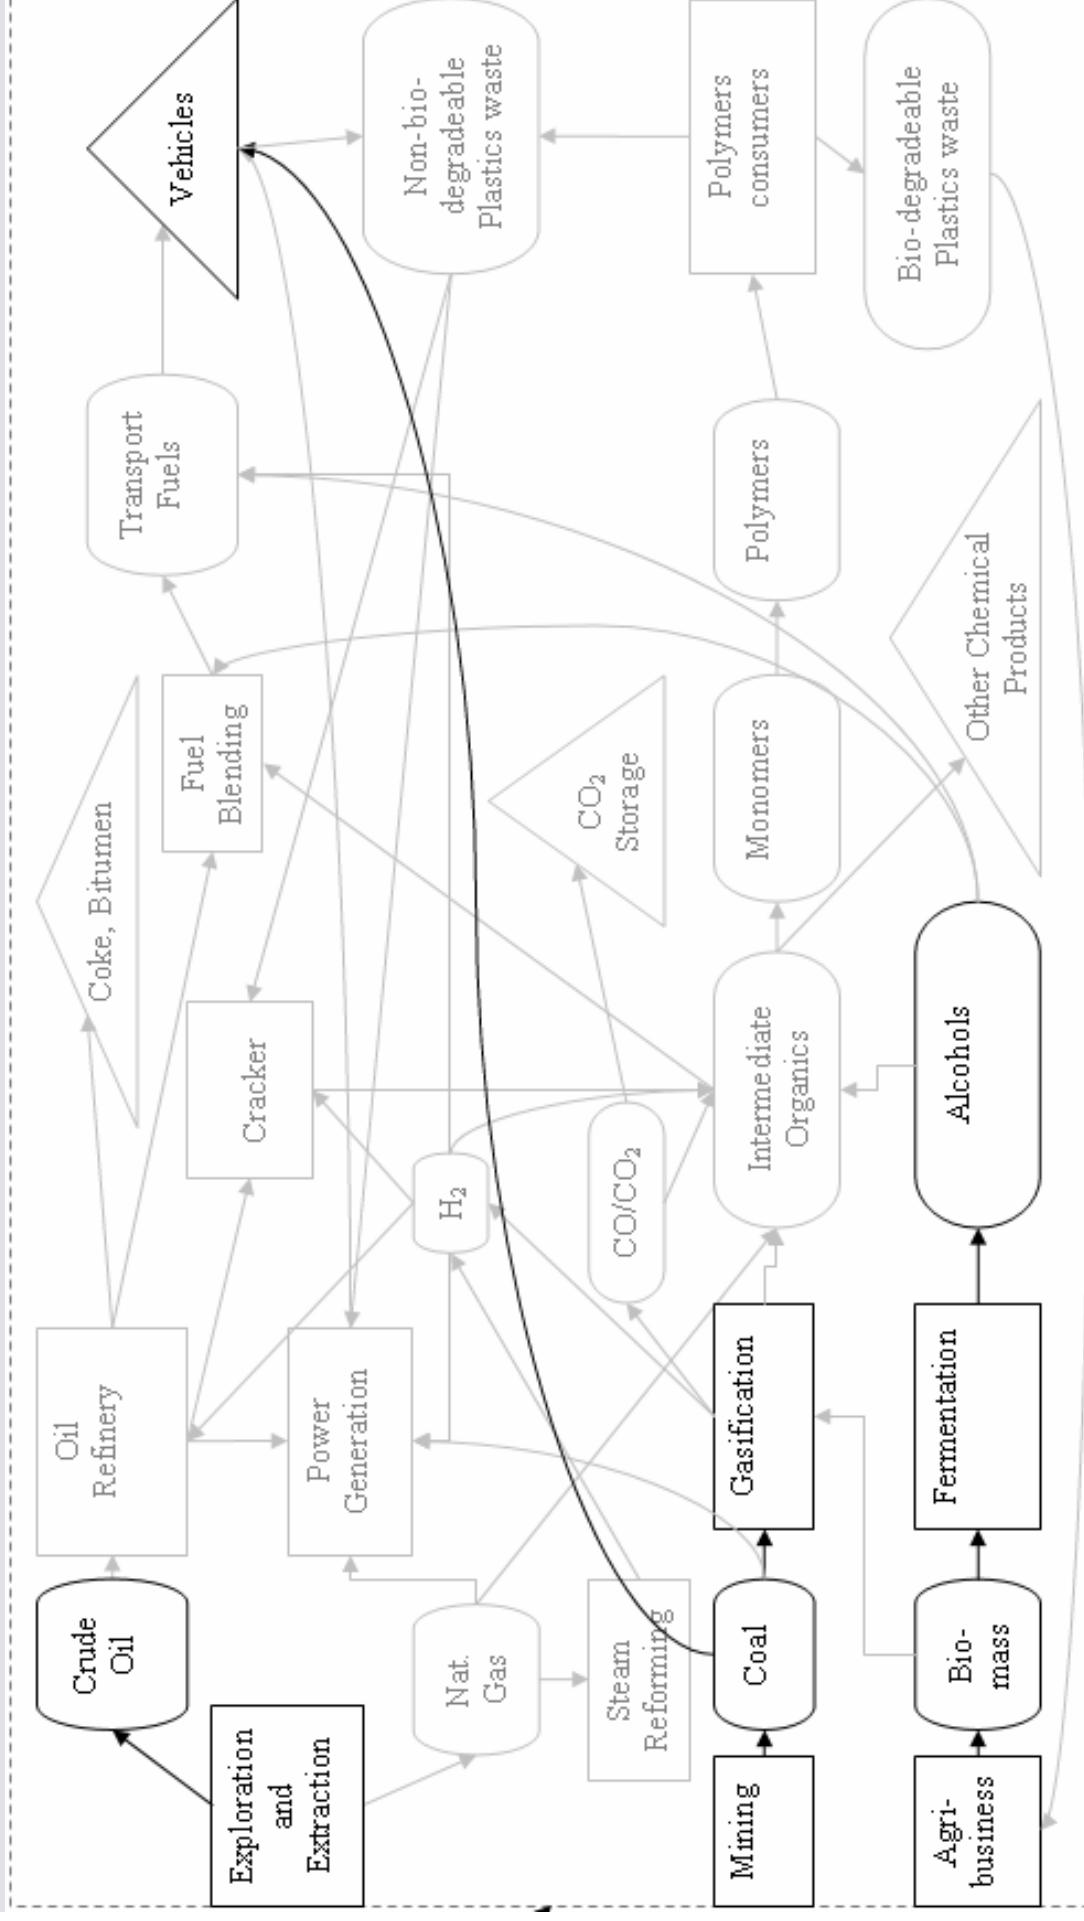 Exploration
and
Extraction
Mining
Agri-
business
Crude
Oil
Nat.
Gas
Steam
Reforming
Coal
Bio-
mass
Oil
Refinery
Power
Generation
Gasification
Fermentation
Cracker
H₂
CO/CO₂
Intermediate
Organics
Alcohols
Coke, Bitumen
Fuel
Blending
CO₂
Storage
Monomers
Other Chemical
Products
Transport
Fuels
Polymers
Vehicles
Non-bio-
degradeable
Plastics waste
Polymers
consumers
Bio-degradeable
Plastics waste